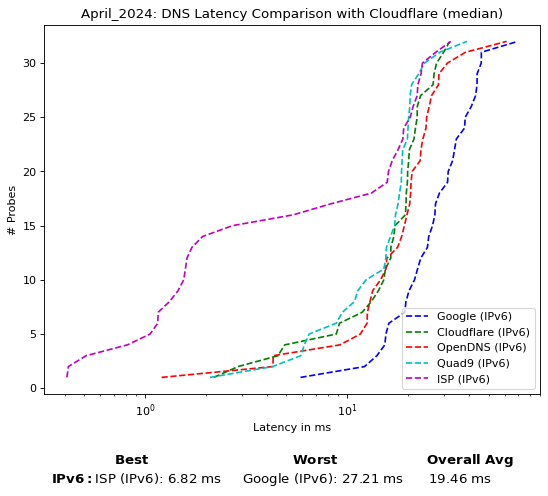 April_2024: DNS Latency Comparison with Cloudflare (median)
# Probes
30
25
20
15
10
5
0
10⁰ 10¹
Latency in ms
Google (IPv6)
Cloudflare (IPv6)
OpenDNS (IPv6)
Quad9 (IPv6)
ISP (IPv6)
Best Worst Overall Avg
IPv6: ISP (IPv6): 6.82 ms Google (IPv6): 27.21 ms 19.46 ms